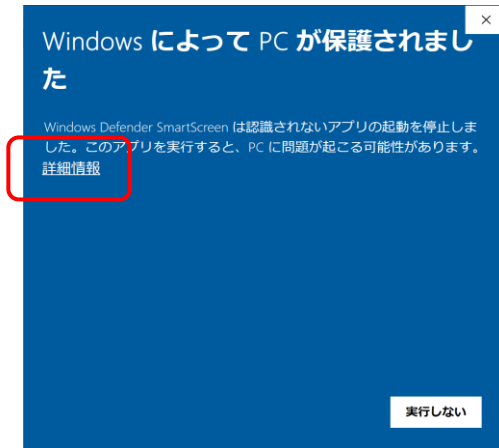 Windows によって PC が保護されまし
た
Windows Defender SmartScreen は認識されないアプリの起動を停止しま
した。このアプリを実行すると、PC に問題が起こる可能性があります。
詳細情報
実行しない